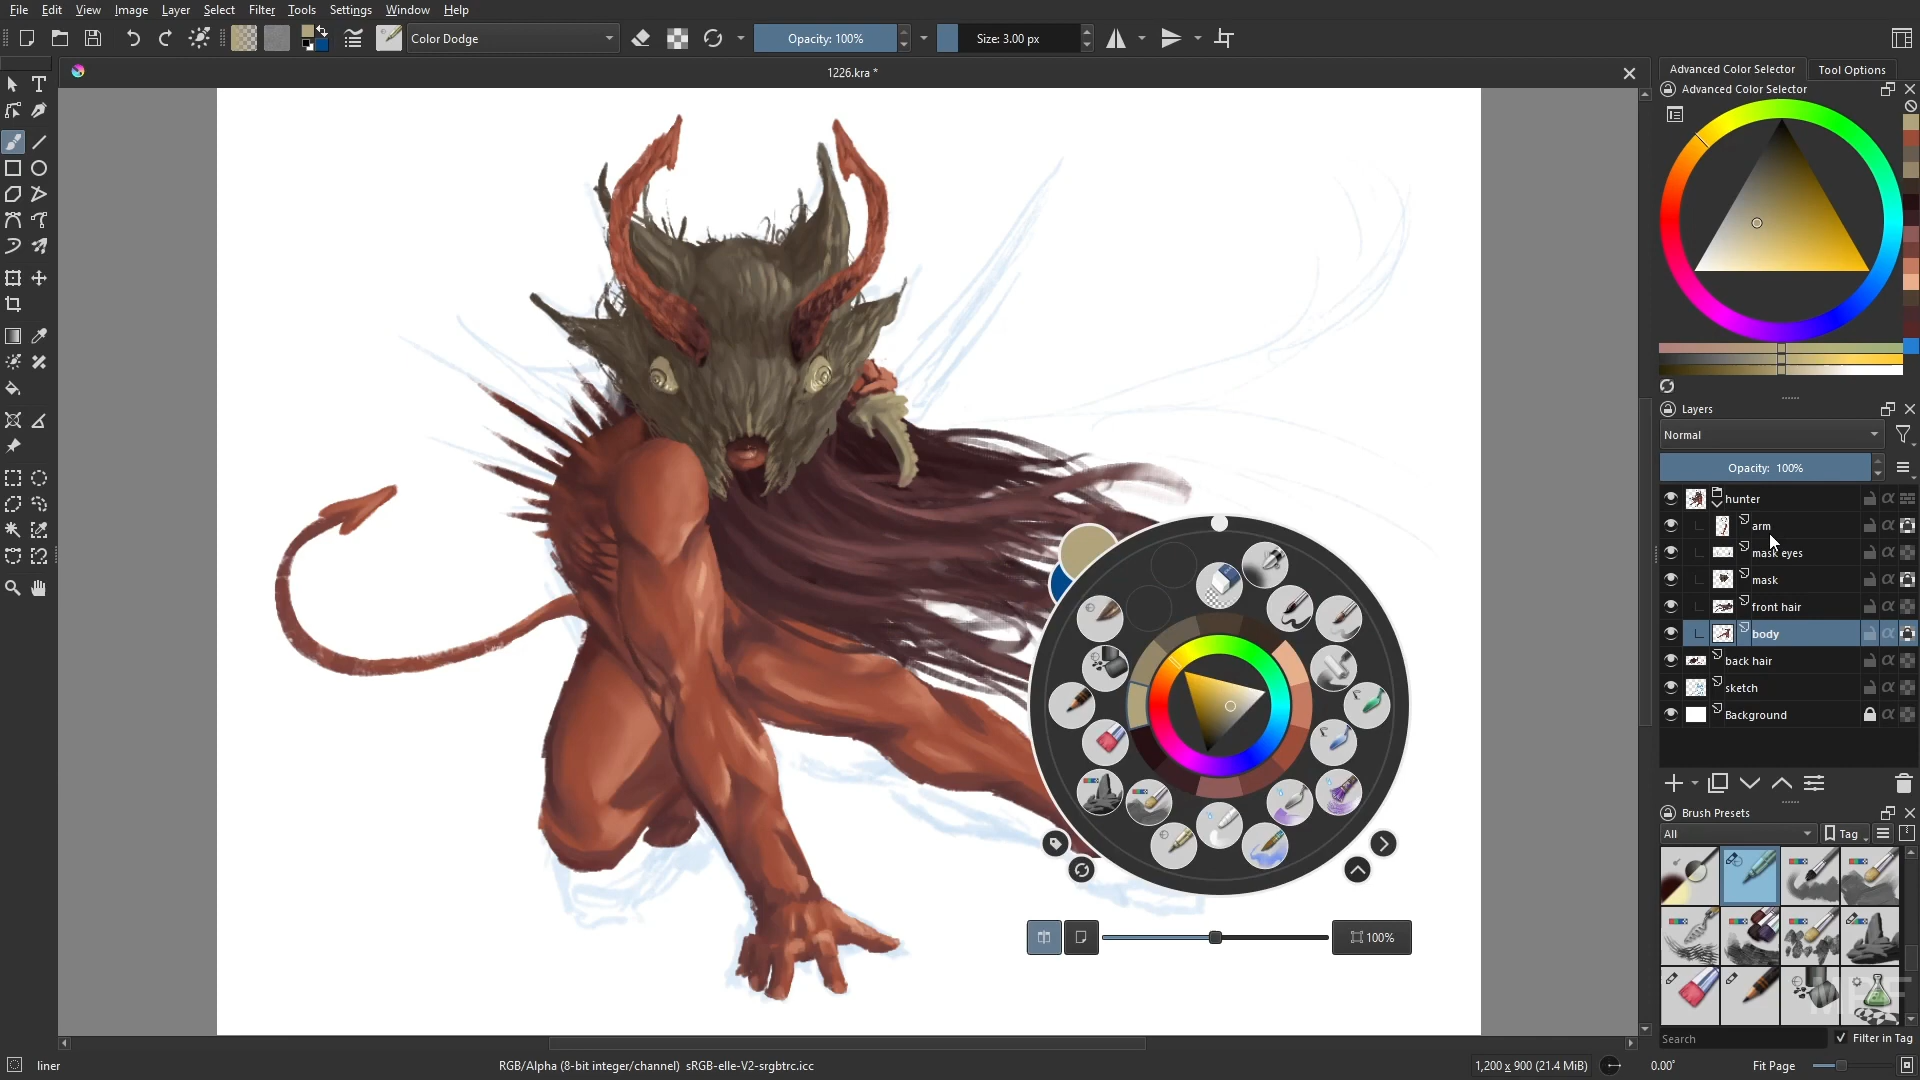 File Edit View Image Layer Select Filter Tools Settings Window Help
Color Dodge
Opacity: 100%
Size: 3.00 px
1226.kra *
Advanced Color Selector
Tool Options
Advanced Color Selector
Layers
Normal
Opacity: 100%
hunter
arm
mask eyes
mask
front hair
body
back hair
sketch
Background
Brush Presets
All
Tag
100%
Search
Filter in Tag
liner
RGB/Alpha (8-bit integer/channel) sRGB-elle-V2-srgbtrc.icc
1,200 x 900 (21.4 MiB)
0.00°
Fit Page